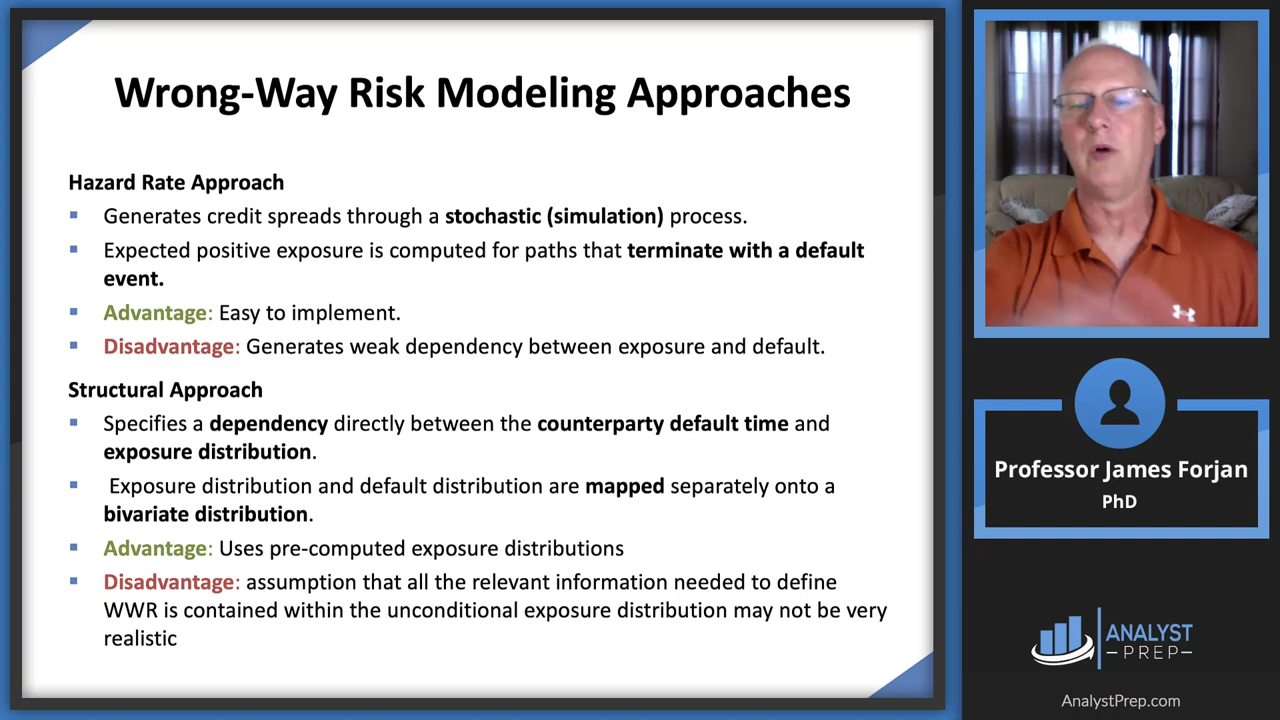 Wrong-Way Risk Modeling Approaches
Hazard Rate Approach
▪ Generates credit spreads through a stochastic (simulation) process.
▪ Expected positive exposure is computed for paths that terminate with a default
event.
▪ Advantage: Easy to implement.
▪ Disadvantage: Generates weak dependency between exposure and default.
Structural Approach
▪ Specifies a dependency directly between the counterparty default time and
exposure distribution.
▪ Exposure distribution and default distribution are mapped separately onto a
bivariate distribution.
▪ Advantage: Uses pre-computed exposure distributions
▪ Disadvantage: assumption that all the relevant information needed to define
WWR is contained within the unconditional exposure distribution may not be very
realistic
Professor James Forjan
PhD
ANALYST
PREP
AnalystPrep.com